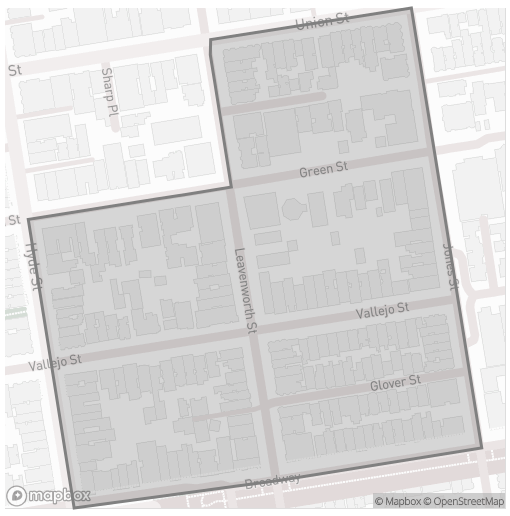 Union St
St
Sharp Pl
Green St
St
Hyde St
Leavenworth St
Jones St
Vallejo St
Vallejo St
Glover St
Broadway
mapbox
© Mapbox © OpenStreetMap